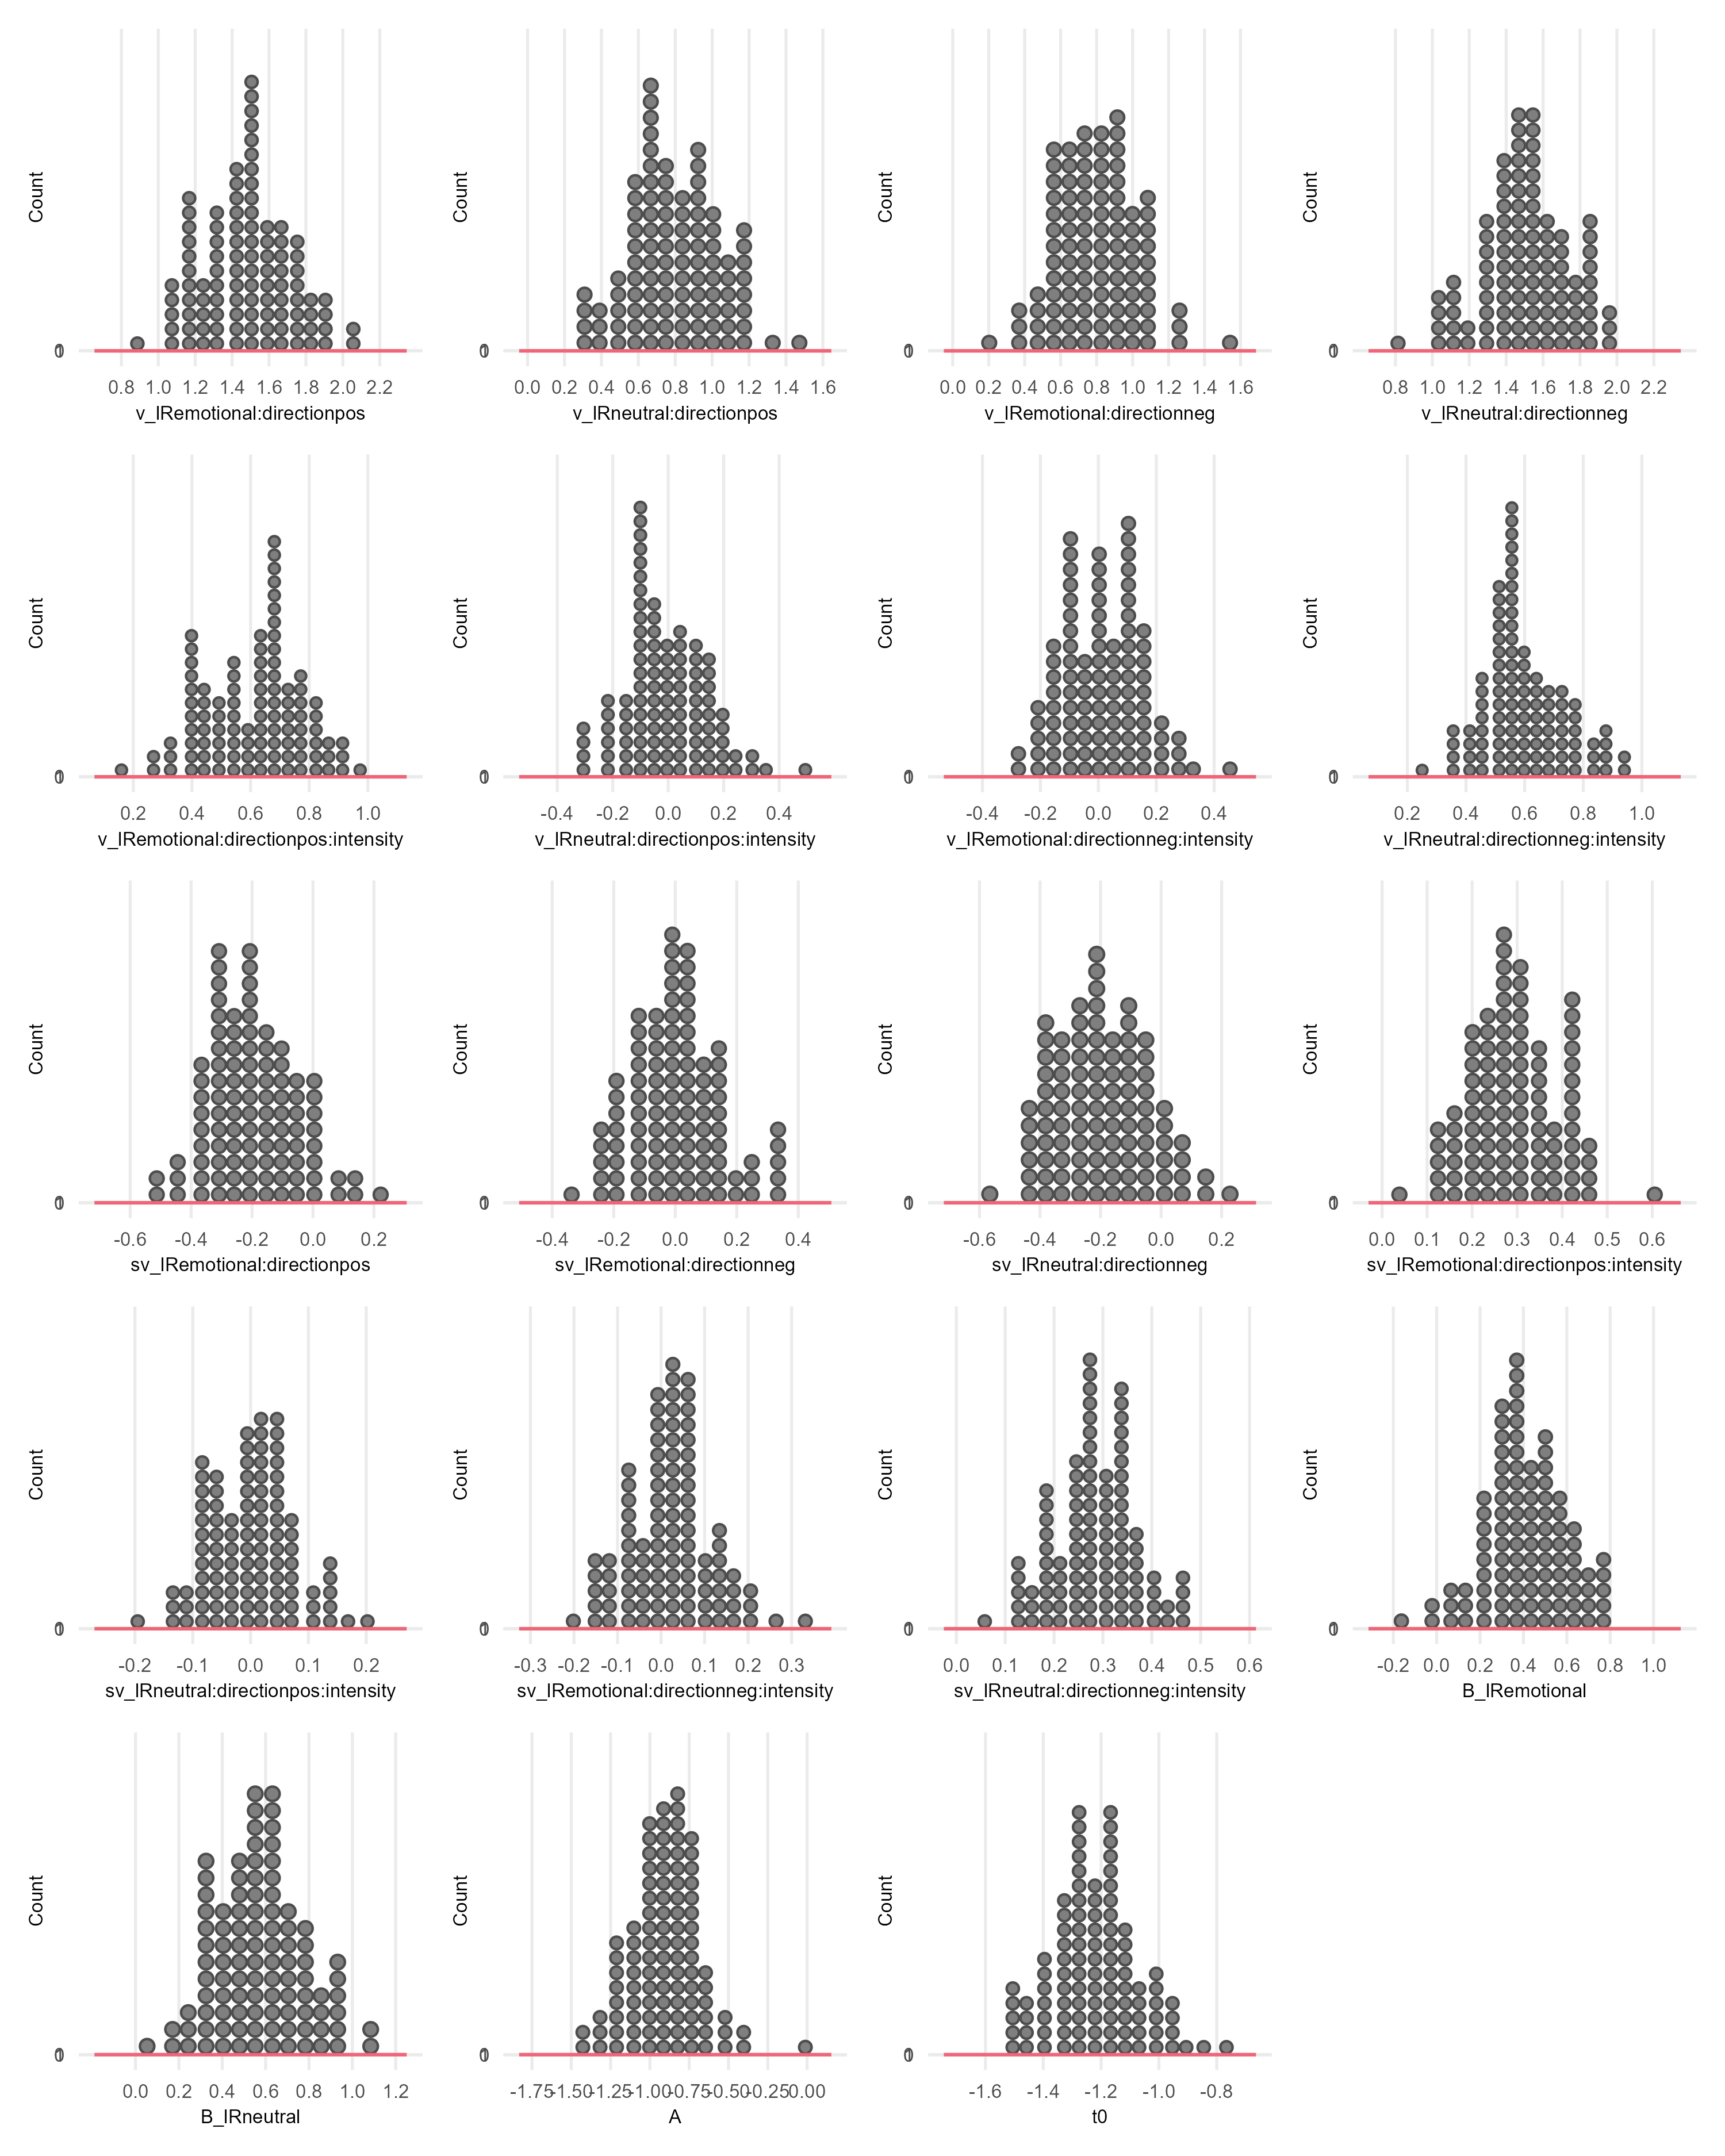 Count
Count
Count
Count
0
0
0
0
0.8 1.0 1.2 1.4 1.6 1.8 2.0 2.2
0.0 0.2 0.4 0.6 0.8 1.0 1.2 1.4 1.6
0.0 0.2 0.4 0.6 0.8 1.0 1.2 1.4 1.6
0.8 1.0 1.2 1.4 1.6 1.8 2.0 2.2
v_lRemotional:directionpos
v_lRneutral:directionpos
v_lRemotional:directionneg
v_lRneutral:directionneg
Count
Count
Count
Count
0
0
0
0
0.2 0.4 0.6 0.8 1.0
-0.4 -0.2 0.0 0.2 0.4
-0.4 -0.2 0.0 0.2 0.4
0.2 0.4 0.6 0.8 1.0
v_lRemotional:directionpos:intensity
v_lRneutral:directionpos:intensity
v_lRemotional:directionneg:intensity
v_lRneutral:directionneg:intensity
Count
Count
Count
Count
0
0
0
0
-0.6 -0.4 -0.2 0.0 0.2
-0.4 -0.2 0.0 0.2 0.4
-0.6 -0.4 -0.2 0.0 0.2
0.0 0.1 0.2 0.3 0.4 0.5 0.6
sv_lRemotional:directionpos
sv_lRemotional:directionneg
sv_lRneutral:directionneg
sv_lRemotional:directionpos:intensity
Count
Count
Count
Count
0
0
0
0
-0.2 -0.1 0.0 0.1 0.2
-0.3 -0.2 -0.1 0.0 0.1 0.2 0.3
0.0 0.1 0.2 0.3 0.4 0.5 0.6
-0.2 0.0 0.2 0.4 0.6 0.8 1.0
sv_lRneutral:directionpos:intensity
sv_lRemotional:directionneg:intensity
sv_lRneutral:directionneg:intensity
B_lRemotional
Count
Count
Count
0
0
0
0.0 0.2 0.4 0.6 0.8 1.0 1.2
-1.75 -1.50 -1.25 -1.00 -0.75 -0.50 -0.25 0.00
-1.6 -1.4 -1.2 -1.0 -0.8
B_lRneutral
A
t0